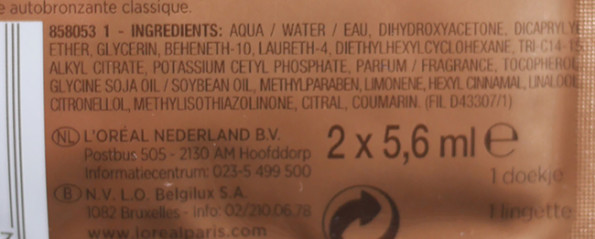 e autobronzante classique.
858053 1 - INGREDIENTS: AQUA / WATER / EAU, DIHYDROXYACETONE, DICAPRYLYL
ETHER, GLYCERIN, BEHENETH-10, LAURETH-4, DIETHYLHEXYLCYCLOHEXANE, TRI-C14-15
ALKYL CITRATE, POTASSIUM CETYL PHOSPHATE, PARFUM / FRAGRANCE, TOCOPHEROL,
GLYCINE SOJA OIL / SOYBEAN OIL, METHYLPARABEN, LIMONENE, HEXYL CINNAMAL, LINALOOL,
CITRONELLOL, METHYLISOTHIAZOLINONE, CITRAL, COUMARIN. (FIL D43307/1)
NL L'ORÉAL NEDERLAND B.V.
Postbus 505 - 2130 AM Hoofddorp
Informatiecentrum: 023-5 499 500
2 x 5,6 ml e
1 doekje
B N.V. L.O. Belgilux S.A.
1082 Bruxelles - Info: 02/210.06.78
1 lingette
www.lorealparis.com